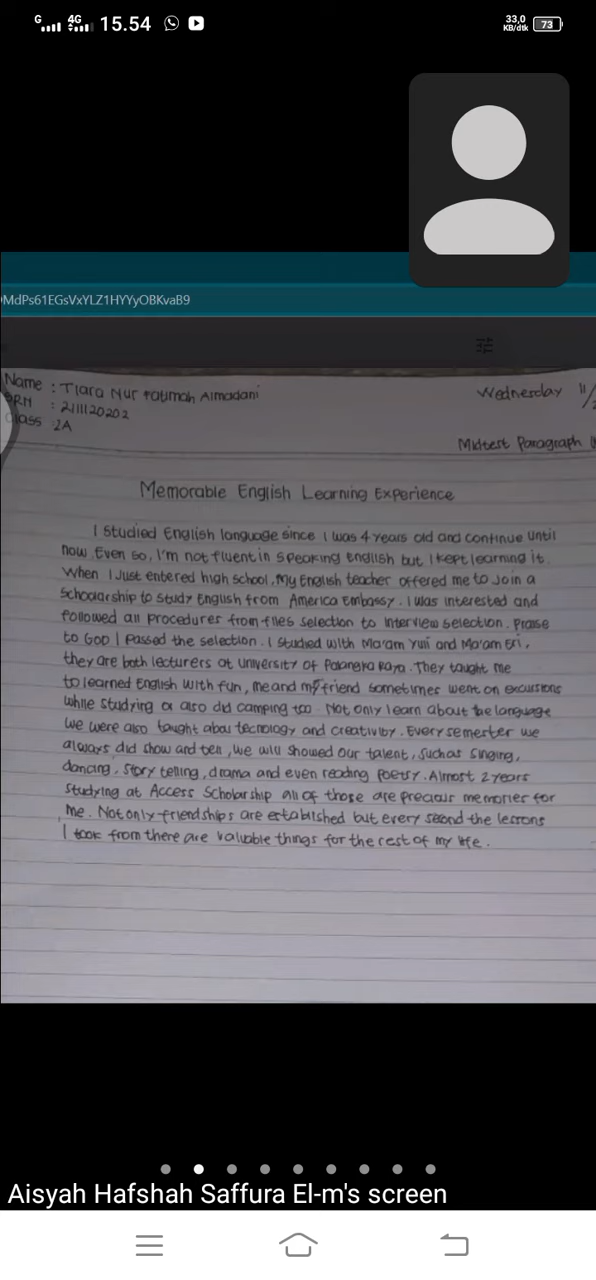 G 4G 15.54 33,0 KB/dtk 73
MdPs61EGsVxYLZ1HYYyOBKvaB9
Name : Tiara Nur Fatimah Almadani
SRN : 2111120202
Class : 2A
Wednesday 11/
Midtest Paragraph
Memorable English Learning Experience
I studied English language since I was 4 years old and continue until
now. Even so, I'm not fluent in speaking english but I kept learning it.
When I just entered high school, my English teacher offered me to join a
Schoarship to study English from America Embassy. I was interested and
followed all procedures from files selection to interview selection. Praise
to God I passed the selection. I studied with Ma'am Yuli and Ma'am Eri,
they are both lecturers at University of Palangka Raya. They taught me
to learned English with fun, me and my friend sometimes went on excursions
while studying or also did camping too. Not only learn about the language
we were also taught about tecnology and creativity. Every semester we
always did show and tell, we will showed our talent, such as singing,
dancing, story telling, drama and even reading poetry. Almost 2 years
studying at Access Scholarship all of those are precious memories for
me. Not only friendships are established but every second the lessons
I took from there are valuable things for the rest of my life.
Aisyah Hafshah Saffura El-m's screen